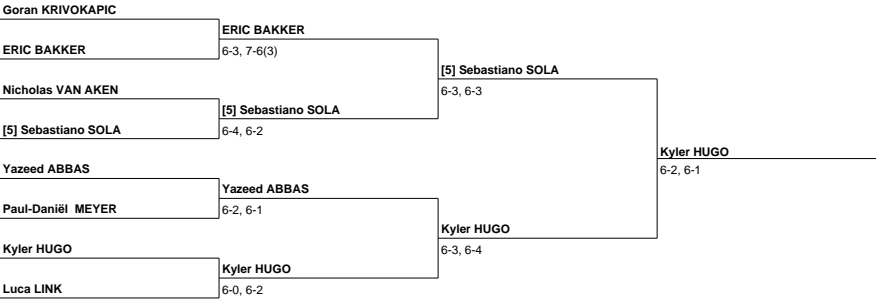 Goran KRIVOKAPIC
ERIC BAKKER
ERIC BAKKER
6-3, 7-6(3)
[5] Sebastiano SOLA
Nicholas VAN AKEN
6-3, 6-3
[5] Sebastiano SOLA
[5] Sebastiano SOLA
6-4, 6-2
Kyler HUGO
Yazeed ABBAS
6-2, 6-1
Yazeed ABBAS
Paul-Daniël  MEYER
6-2, 6-1
Kyler HUGO
Kyler HUGO
6-3, 6-4
Kyler HUGO
Luca LINK
6-0, 6-2